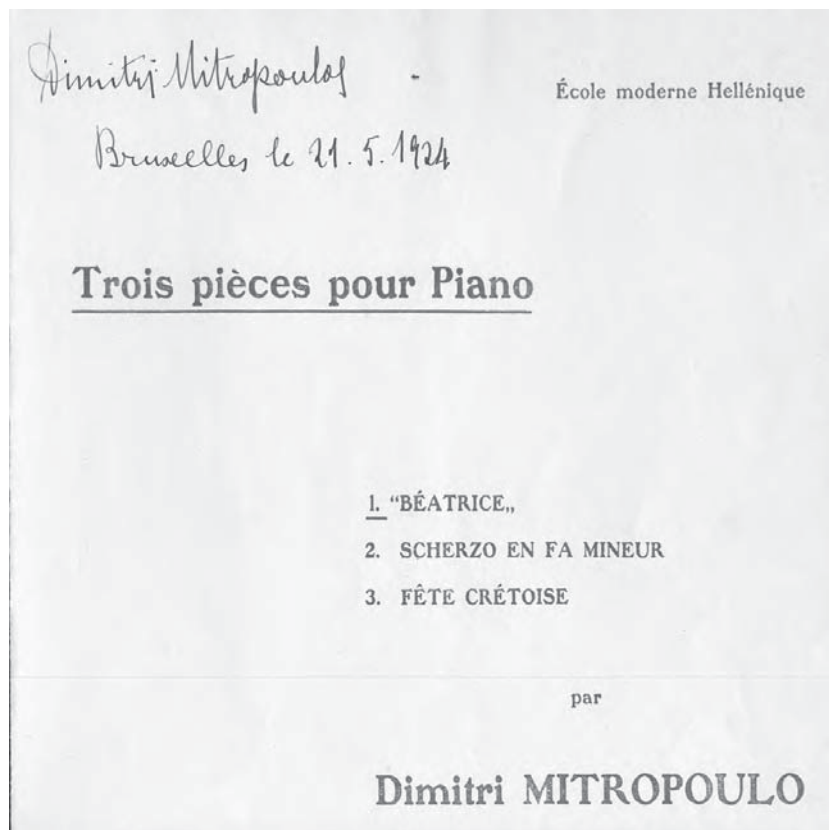 Dimitri Mitropoulos
École moderne Hellénique
Bruxelles le 21. 5. 1924
Trois pièces pour Piano
1. “BÉATRICE„
2. SCHERZO EN FA MINEUR
3. FÊTE CRÉTOISE
par
Dimitri MITROPOULO